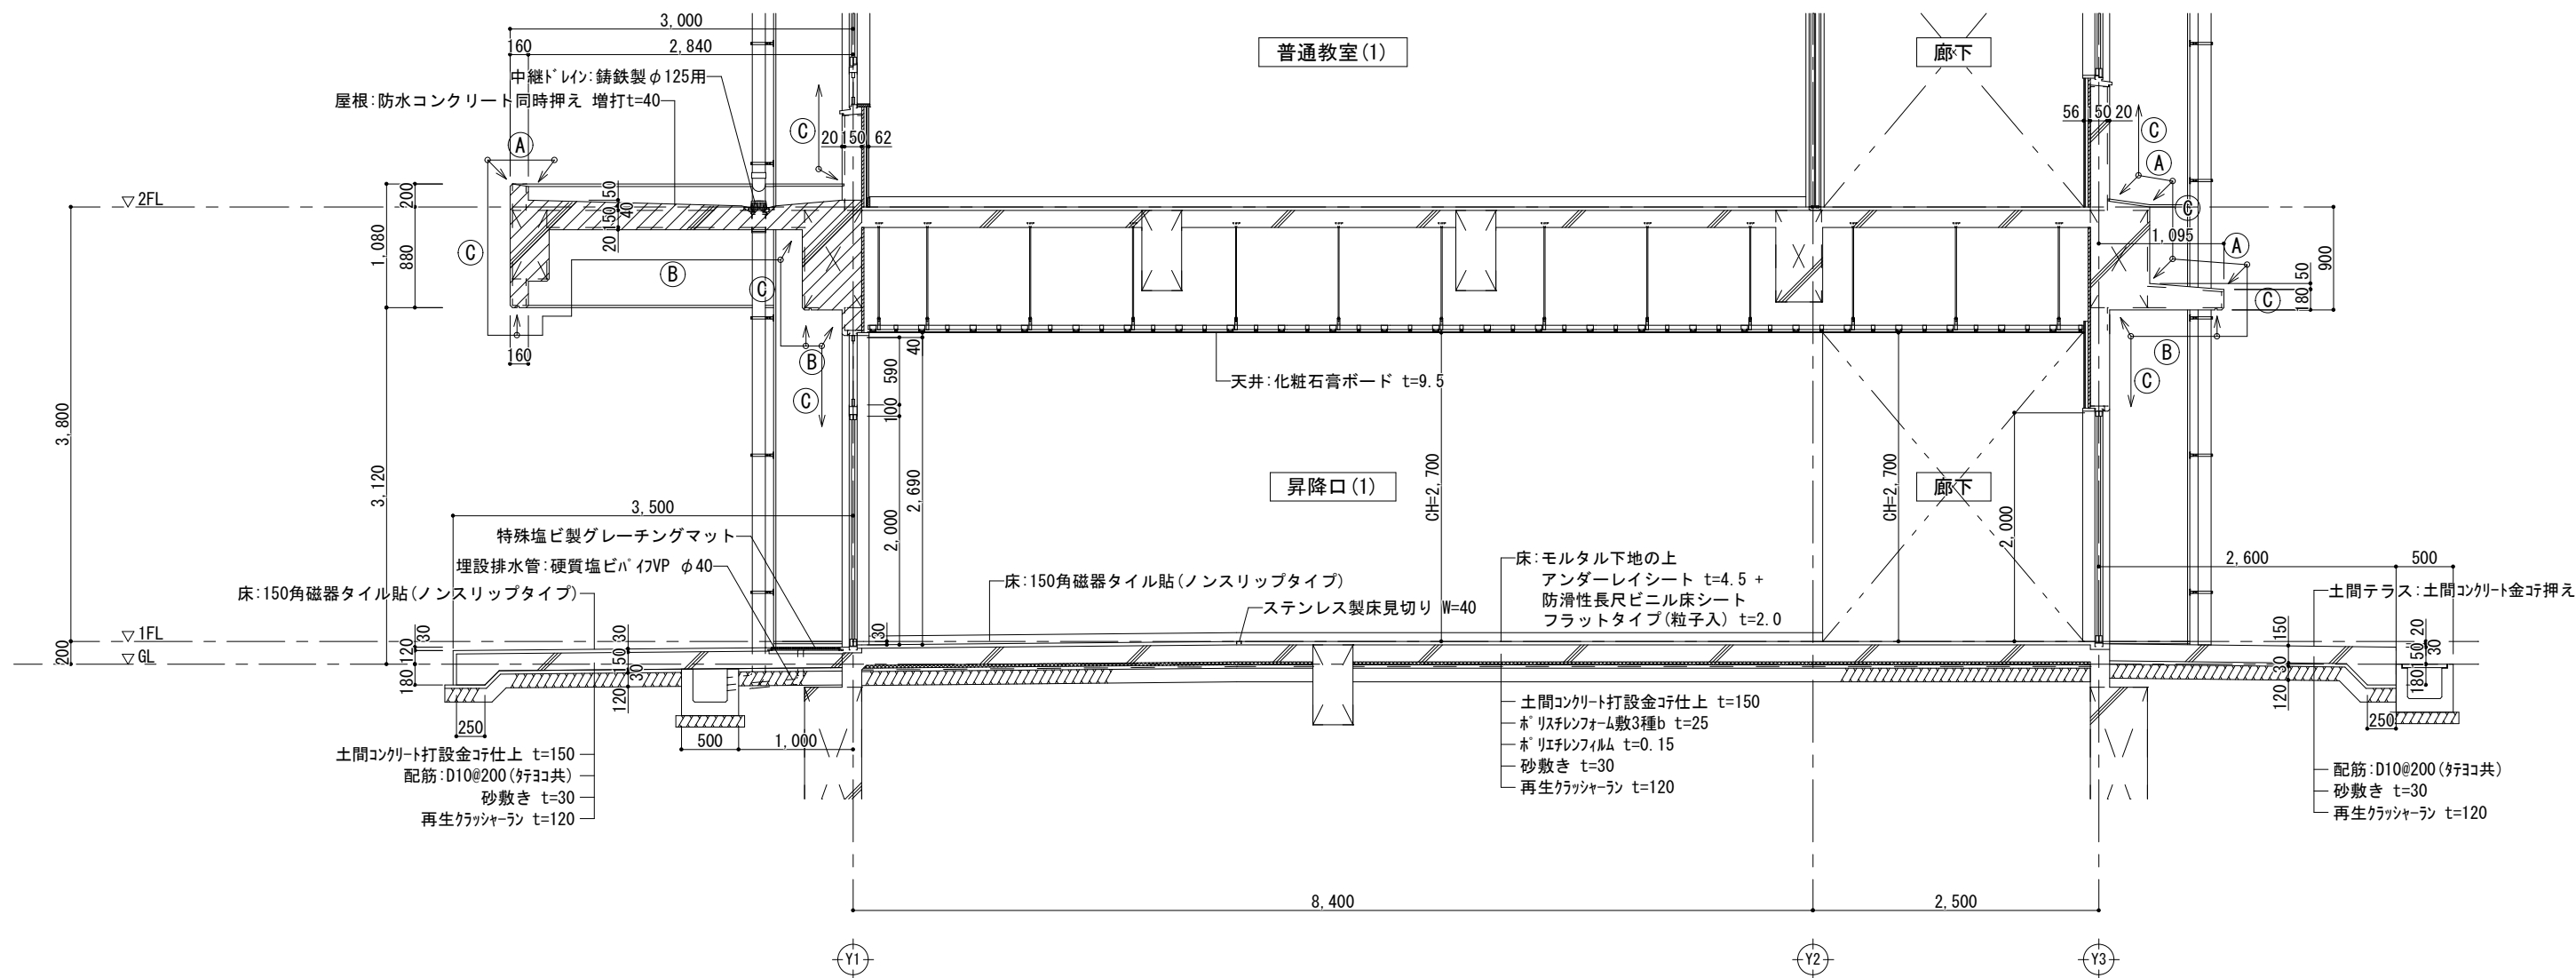 3,000
160
2,840
普通教室(1)
廊下
中継ﾄﾞﾚｲﾝ:鋳鉄製φ125用
屋根:防水コンクリート同時押え 増打t=40
A
C
20 150 62
56 150 20
C
A
▽2FL
200
50
150
40
20
1,080
880
C
B
C
C
1,095
A
50
180
900
C
160
B
C
B
C
40
590
100
天井:化粧石膏ボード t=9.5
3,800
3,120
2,690
2,000
CH=2,700
昇降口(1)
CH=2,700
廊下
2,000
3,500
特殊塩ビ製グレーチングマット
埋設排水管:硬質塩ビﾊﾟｲﾌﾟVP φ40
床:150角磁器タイル貼(ノンスリップタイプ)
床:150角磁器タイル貼(ノンスリップタイプ)
ステンレス製床見切り W=40
床:モルタル下地の上
アンダーレイシート t=4.5 +
防滑性長尺ビニル床シート
フラットタイプ(粒子入) t=2.0
2,600
500
土間テラス:土間ｺﾝｸﾘｰﾄ金ｺﾃ押え
▽1FL
▽GL
200
30
120
180
30
150
30
120
30
150
30
120
20
150
30
180
250
500
1,000
250
土間ｺﾝｸﾘｰﾄ打設金ｺﾃ仕上 t=150
配筋:D10@200(ﾀﾃﾖｺ共)
砂敷き t=30
再生ｸﾗｯｼｬｰﾗﾝ t=120
土間ｺﾝｸﾘｰﾄ打設金ｺﾃ仕上 t=150
ﾎﾟﾘｽﾁﾚﾝﾌｫｰﾑ敷3種b t=25
ﾎﾟﾘｴﾁﾚﾝﾌｨﾙﾑ t=0.15
砂敷き t=30
再生ｸﾗｯｼｬｰﾗﾝ t=120
配筋:D10@200(ﾀﾃﾖｺ共)
砂敷き t=30
再生ｸﾗｯｼｬｰﾗﾝ t=120
8,400
2,500
Y1
Y2
Y3